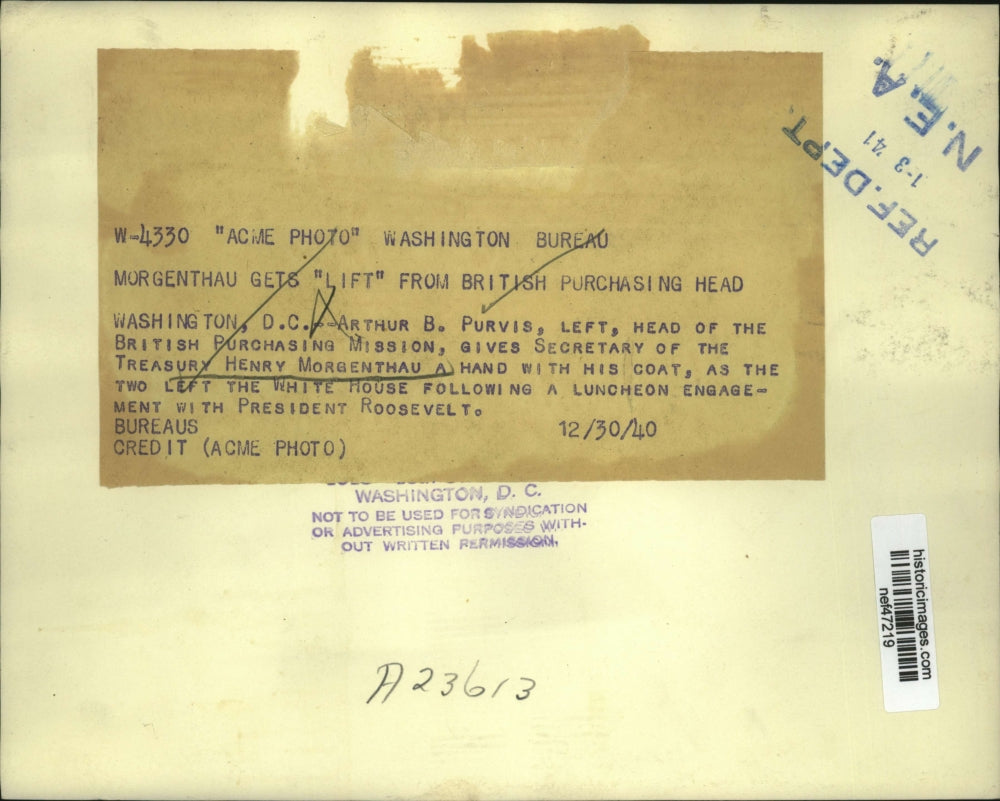 N.E.A.
1-3 '41
REF. DEPT.
W-4330 "ACME PHOTO" WASHINGTON BUREAU
MORGENTHAU GETS "LIFT" FROM BRITISH PURCHASING HEAD
WASHINGTON, D.C.--ARTHUR B. PURVIS, LEFT, HEAD OF THE
BRITISH PURCHASING MISSION, GIVES SECRETARY OF THE
TREASURY HENRY MORGENTHAU A HAND WITH HIS COAT, AS THE
TWO LEFT THE WHITE HOUSE FOLLOWING A LUNCHEON ENGAGE-
MENT WITH PRESIDENT ROOSEVELT.
BUREAUS 12/30/40
CREDIT (ACME PHOTO)
WASHINGTON, D. C.
NOT TO BE USED FOR SYNDICATION
OR ADVERTISING PURPOSES WITH-
OUT WRITTEN PERMISSION.
historicimages.com
nef47219
A23613